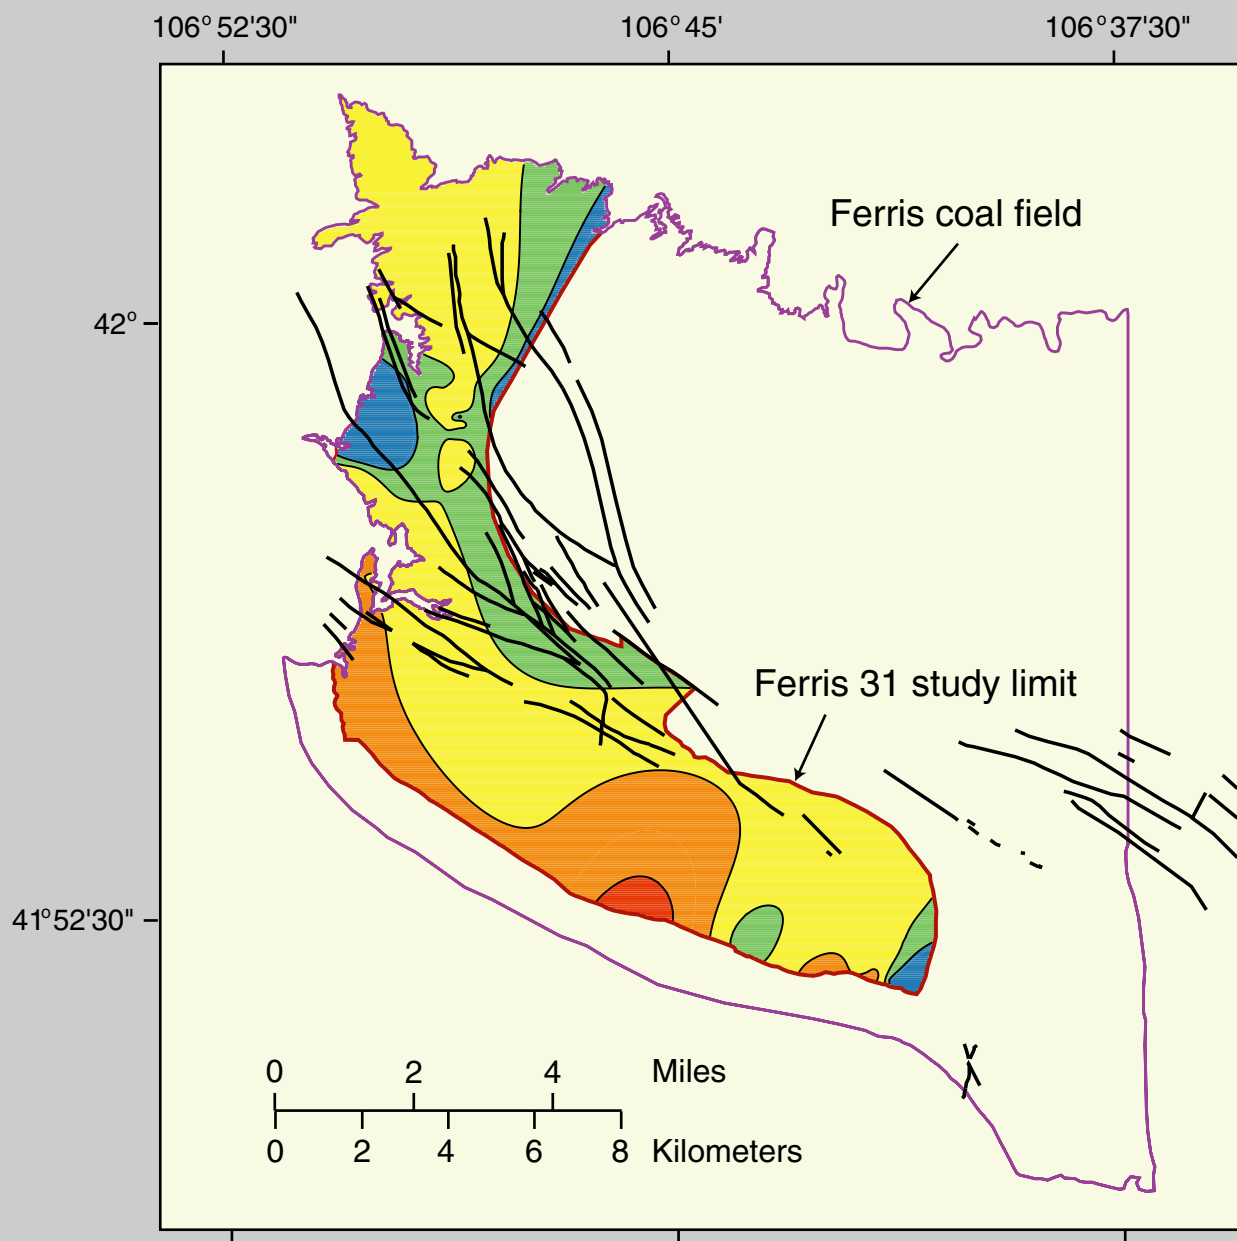 106°52'30" 106°45' 106°37'30"
Ferris coal field
42°
Ferris 31 study limit
41°52'30"
0 2 4 Miles
0 2 4 6 8 Kilometers